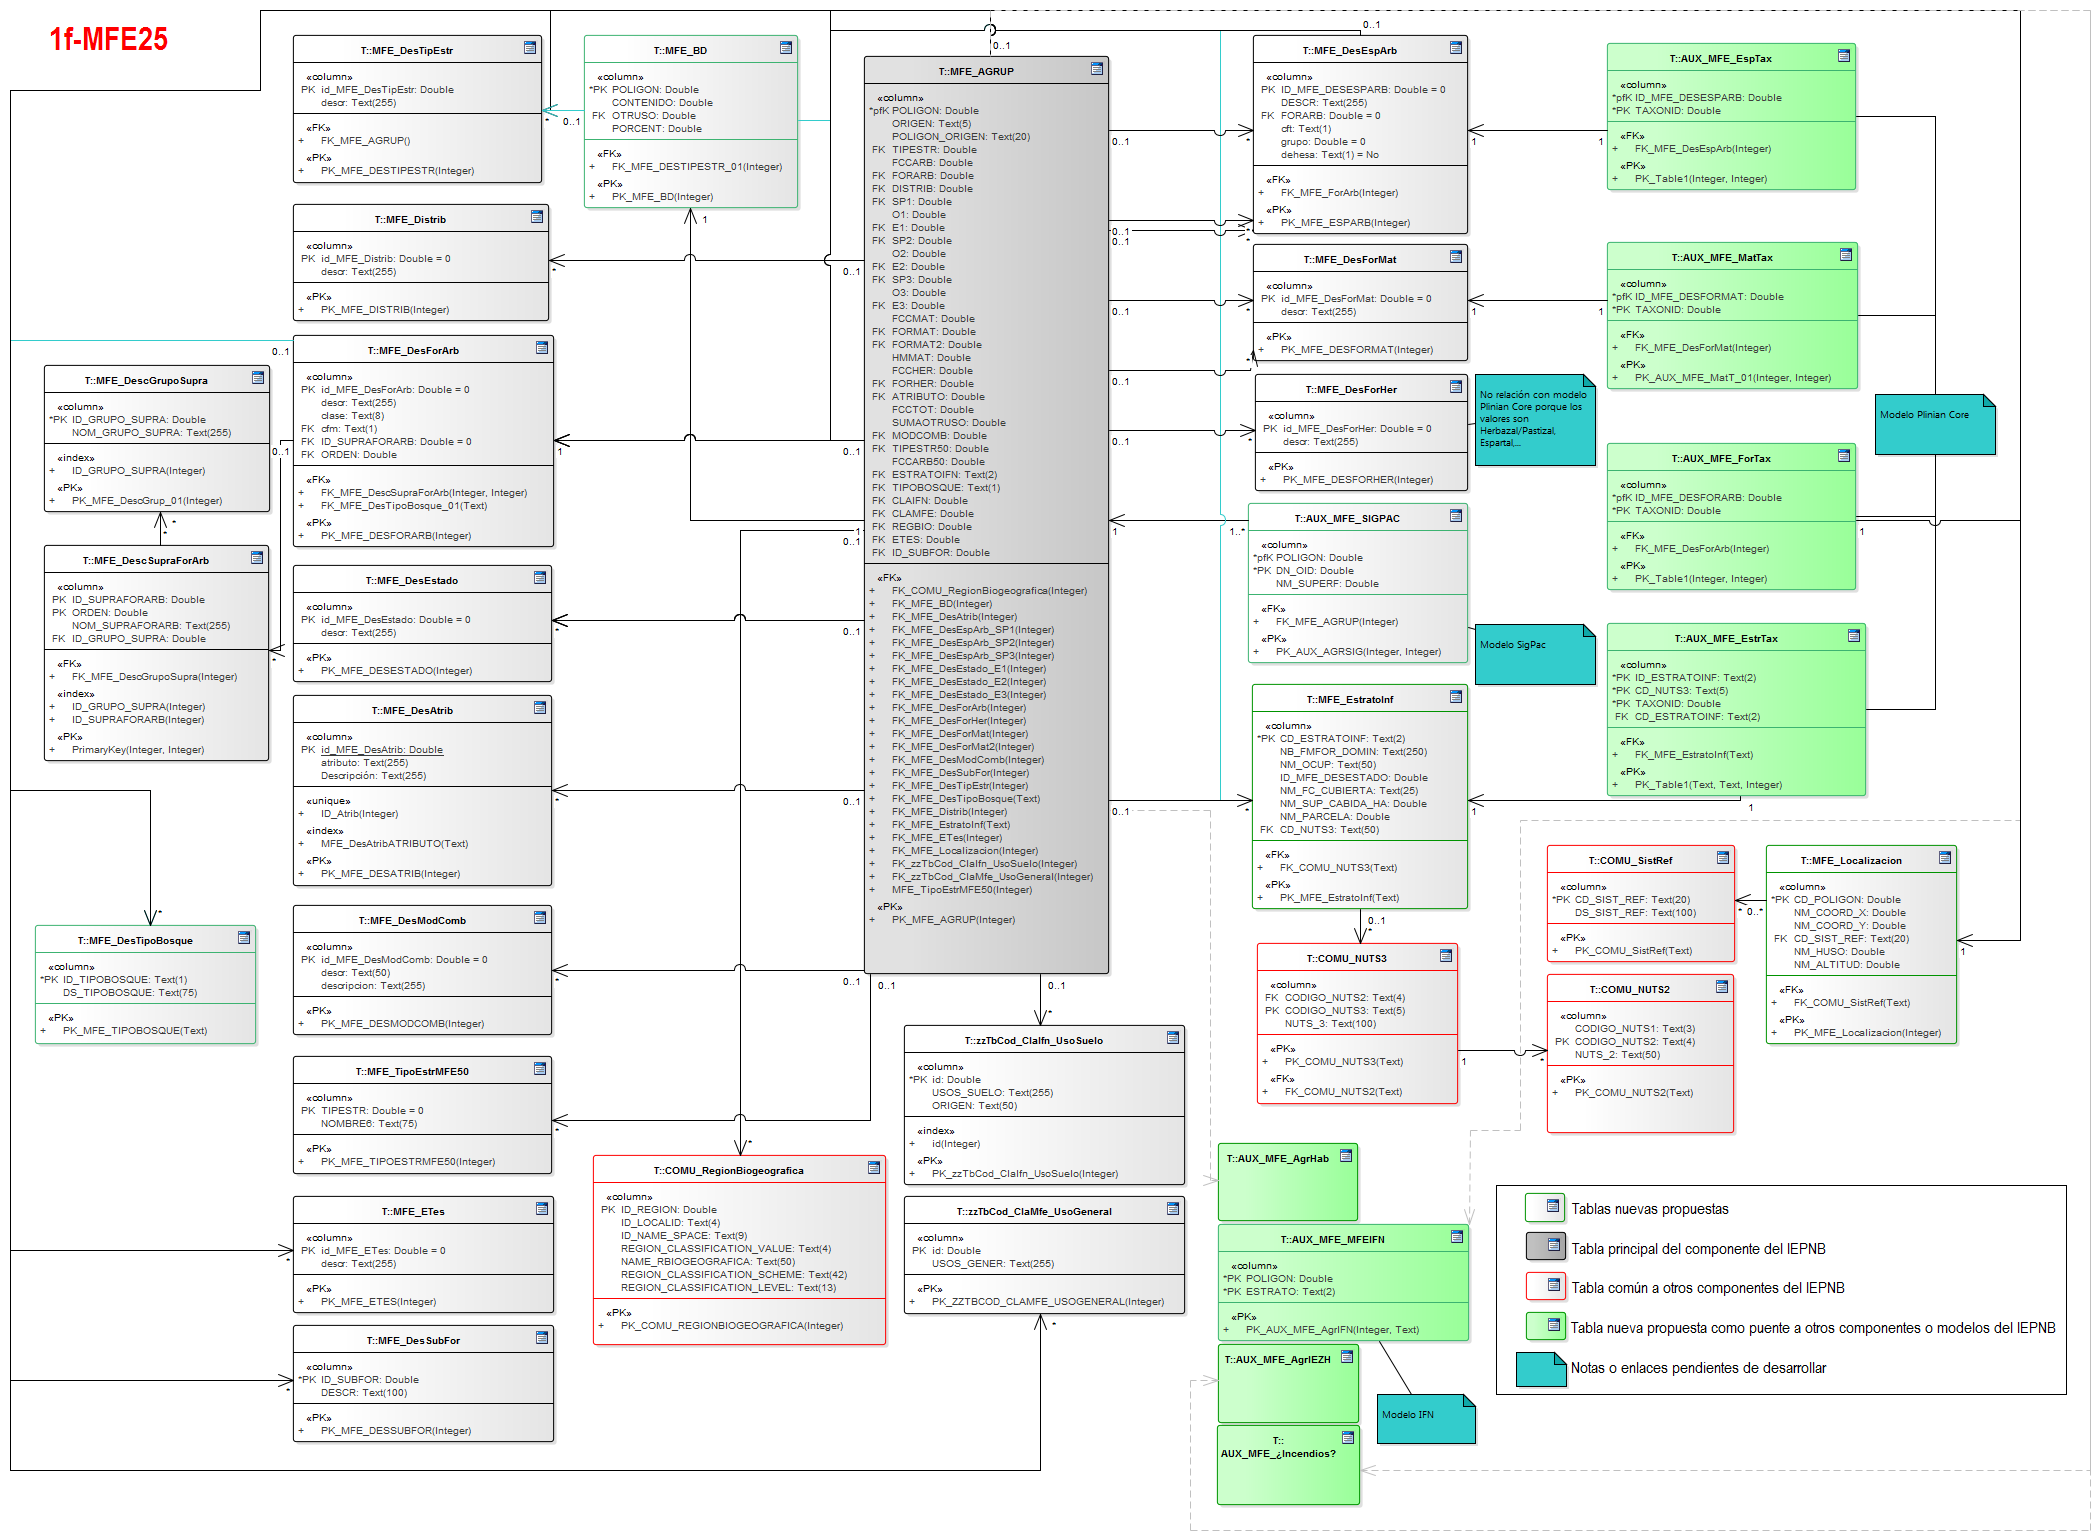 1f-MFE25
T::MFE_DesTipEstr
«column»
PK id_MFE_DesTipEstr: Double
descr: Text(255)
«FK»
+ FK_MFE_AGRUP()
«PK»
+ PK_MFE_DESTIPESTR(Integer)
T::MFE_BD
«column»
*PK POLIGON: Double
CONTENIDO: Double
FK OTRUSO: Double
PORCENT: Double
«FK»
+ FK_MFE_DESTIPESTR_01(Integer)
«PK»
+ PK_MFE_BD(Integer)
T::MFE_Distrib
«column»
PK id_MFE_Distrib: Double = 0
descr: Text(255)
«PK»
+ PK_MFE_DISTRIB(Integer)
T::MFE_DesForArb
«column»
PK id_MFE_DesForArb: Double = 0
descr: Text(255)
clase: Text(8)
FK cfm: Text(1)
FK ID_SUPRAFORARB: Double = 0
FK ORDEN: Double
«FK»
+ FK_MFE_DescSupraForArb(Integer, Integer)
+ FK_MFE_DesTipoBosque_01(Text)
«PK»
+ PK_MFE_DESFORARB(Integer)
T::MFE_DescGrupoSupra
«column»
*PK ID_GRUPO_SUPRA: Double
NOM_GRUPO_SUPRA: Text(255)
«index»
+ ID_GRUPO_SUPRA(Integer)
«PK»
+ PK_MFE_DescGrup_01(Integer)
T::MFE_DescSupraForArb
«column»
PK ID_SUPRAFORARB: Double
PK ORDEN: Double
NOM_SUPRAFORARB: Text(255)
FK ID_GRUPO_SUPRA: Double
«FK»
+ FK_MFE_DescGrupoSupra(Integer)
«index»
+ ID_GRUPO_SUPRA(Integer)
+ ID_SUPRAFORARB(Integer)
«PK»
+ PrimaryKey(Integer, Integer)
T::MFE_DesEstado
«column»
PK id_MFE_DesEstado: Double = 0
descr: Text(255)
«PK»
+ PK_MFE_DESESTADO(Integer)
T::MFE_DesAtrib
«column»
PK id_MFE_DesAtrib: Double
atributo: Text(255)
Descripción: Text(255)
«unique»
+ ID_Atrib(Integer)
«index»
+ MFE_DesAtribATRIBUTO(Text)
«PK»
+ PK_MFE_DESATRIB(Integer)
T::MFE_DesTipoBosque
«column»
*PK ID_TIPOBOSQUE: Text(1)
DS_TIPOBOSQUE: Text(75)
«PK»
+ PK_MFE_TIPOBOSQUE(Text)
T::MFE_DesModComb
«column»
PK id_MFE_DesModComb: Double = 0
descr: Text(50)
descripcion: Text(255)
«PK»
+ PK_MFE_DESMODCOMB(Integer)
T::MFE_TipoEstrMFE50
«column»
PK TIPESTR: Double = 0
NOMBRE6: Text(75)
«PK»
+ PK_MFE_TIPOESTRMFE50(Integer)
T::MFE_ETes
«column»
PK id_MFE_ETes: Double = 0
descr: Text(255)
«PK»
+ PK_MFE_ETES(Integer)
T::MFE_DesSubFor
«column»
*PK ID_SUBFOR: Double
DESCR: Text(100)
«PK»
+ PK_MFE_DESSUBFOR(Integer)
T::COMU_RegionBiogeografica
«column»
PK ID_REGION: Double
ID_LOCALID: Text(4)
ID_NAME_SPACE: Text(9)
REGION_CLASSIFICATION_VALUE: Text(4)
NAME_RBIOGEOGRAFICA: Text(50)
REGION_CLASSIFICATION_SCHEME: Text(42)
REGION_CLASSIFICATION_LEVEL: Text(13)
«PK»
+ PK_COMU_REGIONBIOGEOGRAFICA(Integer)
T::MFE_AGRUP
«column»
*pfK POLIGON: Double
ORIGEN: Text(5)
POLIGON_ORIGEN: Text(20)
FK TIPESTR: Double
FCCARB: Double
FK FORARB: Double
FK DISTRIB: Double
FK SP1: Double
O1: Double
FK E1: Double
FK SP2: Double
O2: Double
FK E2: Double
FK SP3: Double
O3: Double
FK E3: Double
FCCMAT: Double
FK FORMAT: Double
FK FORMAT2: Double
HMMAT: Double
FCCHER: Double
FK FORHER: Double
FK ATRIBUTO: Double
FCCTOT: Double
SUMAOTRUSO: Double
FK MODCOMB: Double
FK TIPESTR50: Double
FCCARB50: Double
FK ESTRATOIFN: Text(2)
FK TIPOBOSQUE: Text(1)
FK CLAIFN: Double
FK CLAMFE: Double
FK REGBIO: Double
FK ETES: Double
FK ID_SUBFOR: Double
«FK»
+ FK_COMU_RegionBiogeografica(Integer)
+ FK_MFE_BD(Integer)
+ FK_MFE_DesAtrib(Integer)
+ FK_MFE_DesEspArb_SP1(Integer)
+ FK_MFE_DesEspArb_SP2(Integer)
+ FK_MFE_DesEspArb_SP3(Integer)
+ FK_MFE_DesEstado_E1(Integer)
+ FK_MFE_DesEstado_E2(Integer)
+ FK_MFE_DesEstado_E3(Integer)
+ FK_MFE_DesForArb(Integer)
+ FK_MFE_DesForHer(Integer)
+ FK_MFE_DesForMat(Integer)
+ FK_MFE_DesForMat2(Integer)
+ FK_MFE_DesModComb(Integer)
+ FK_MFE_DesSubFor(Integer)
+ FK_MFE_DesTipEstr(Integer)
+ FK_MFE_DesTipoBosque(Text)
+ FK_MFE_Distrib(Integer)
+ FK_MFE_EstratoInf(Text)
+ FK_MFE_ETes(Integer)
+ FK_MFE_Localizacion(Integer)
+ FK_zzTbCod_ClaIfn_UsoSuelo(Integer)
+ FK_zzTbCod_ClaMfe_UsoGeneral(Integer)
+ MFE_TipoEstrMFE50(Integer)
«PK»
+ PK_MFE_AGRUP(Integer)
T::zzTbCod_ClaIfn_UsoSuelo
«column»
*PK id: Double
USOS_SUELO: Text(255)
ORIGEN: Text(50)
«index»
+ id(Integer)
«PK»
+ PK_zzTbCod_ClaIfn_UsoSuelo(Integer)
T::zzTbCod_ClaMfe_UsoGeneral
«column»
PK id: Double
USOS_GENER: Text(255)
«PK»
+ PK_ZZTBCOD_CLAMFE_USOGENERAL(Integer)
T::MFE_DesEspArb
«column»
PK ID_MFE_DESESPARB: Double = 0
DESCR: Text(255)
FK FORARB: Double = 0
cft: Text(1)
grupo: Double = 0
dehesa: Text(1) = No
«FK»
+ FK_MFE_ForArb(Integer)
«PK»
+ PK_MFE_ESPARB(Integer)
T::MFE_DesForMat
«column»
PK id_MFE_DesForMat: Double = 0
descr: Text(255)
«PK»
+ PK_MFE_DESFORMAT(Integer)
T::MFE_DesForHer
«column»
PK id_MFE_DesForHer: Double = 0
descr: Text(255)
«PK»
+ PK_MFE_DESFORHER(Integer)
No relación con modelo
Plinian Core porque los
valores son
Herbazal/Pastizal,
Espartal,...
T::AUX_MFE_SIGPAC
«column»
*pfK POLIGON: Double
*PK DN_OID: Double
NM_SUPERF: Double
«FK»
+ FK_MFE_AGRUP(Integer)
«PK»
+ PK_AUX_AGRSIG(Integer, Integer)
Modelo SigPac
T::MFE_EstratoInf
«column»
*PK CD_ESTRATOINF: Text(2)
NB_FMFOR_DOMIN: Text(250)
NM_OCUP: Text(50)
ID_MFE_DESESTADO: Double
NM_FC_CUBIERTA: Text(25)
NM_SUP_CABIDA_HA: Double
NM_PARCELA: Double
FK CD_NUTS3: Text(50)
«FK»
+ FK_COMU_NUTS3(Text)
«PK»
+ PK_MFE_EstratoInf(Text)
T::COMU_NUTS3
«column»
FK CODIGO_NUTS2: Text(4)
PK CODIGO_NUTS3: Text(5)
NUTS_3: Text(100)
«PK»
+ PK_COMU_NUTS3(Text)
«FK»
+ FK_COMU_NUTS2(Text)
T::AUX_MFE_EspTax
«column»
*pfK ID_MFE_DESESPARB: Double
*PK TAXONID: Double
«FK»
+ FK_MFE_DesEspArb(Integer)
«PK»
+ PK_Table1(Integer, Integer)
T::AUX_MFE_MatTax
«column»
*pfK ID_MFE_DESFORMAT: Double
*PK TAXONID: Double
«FK»
+ FK_MFE_DesForMat(Integer)
«PK»
+ PK_AUX_MFE_MatT_01(Integer, Integer)
Modelo Plinian Core
T::AUX_MFE_ForTax
«column»
*pfK ID_MFE_DESFORARB: Double
*PK TAXONID: Double
«FK»
+ FK_MFE_DesForArb(Integer)
«PK»
+ PK_Table1(Integer, Integer)
T::AUX_MFE_EstrTax
«column»
*PK ID_ESTRATOINF: Text(2)
*PK CD_NUTS3: Text(5)
*PK TAXONID: Double
FK CD_ESTRATOINF: Text(2)
«FK»
+ FK_MFE_EstratoInf(Text)
«PK»
+ PK_Table1(Text, Text, Integer)
T::COMU_SistRef
«column»
*PK CD_SIST_REF: Text(20)
DS_SIST_REF: Text(100)
«PK»
+ PK_COMU_SistRef(Text)
T::MFE_Localizacion
«column»
*PK CD_POLIGON: Double
NM_COORD_X: Double
NM_COORD_Y: Double
FK CD_SIST_REF: Text(20)
NM_HUSO: Double
NM_ALTITUD: Double
«FK»
+ FK_COMU_SistRef(Text)
«PK»
+ PK_MFE_Localizacion(Integer)
T::COMU_NUTS2
«column»
CODIGO_NUTS1: Text(3)
PK CODIGO_NUTS2: Text(4)
NUTS_2: Text(50)
«PK»
+ PK_COMU_NUTS2(Text)
T::AUX_MFE_AgrHab
T::AUX_MFE_MFEIFN
«column»
*PK POLIGON: Double
*PK ESTRATO: Text(2)
«PK»
+ PK_AUX_MFE_AgrIFN(Integer, Text)
T::AUX_MFE_AgrIEZH
T::
AUX_MFE_¿Incendios?
Modelo IFN
Tablas nuevas propuestas
Tabla principal del componente del IEPNB
Tabla común a otros componentes del IEPNB
Tabla nueva propuesta como puente a otros componentes o modelos del IEPNB
Notas o enlaces pendientes de desarrollar